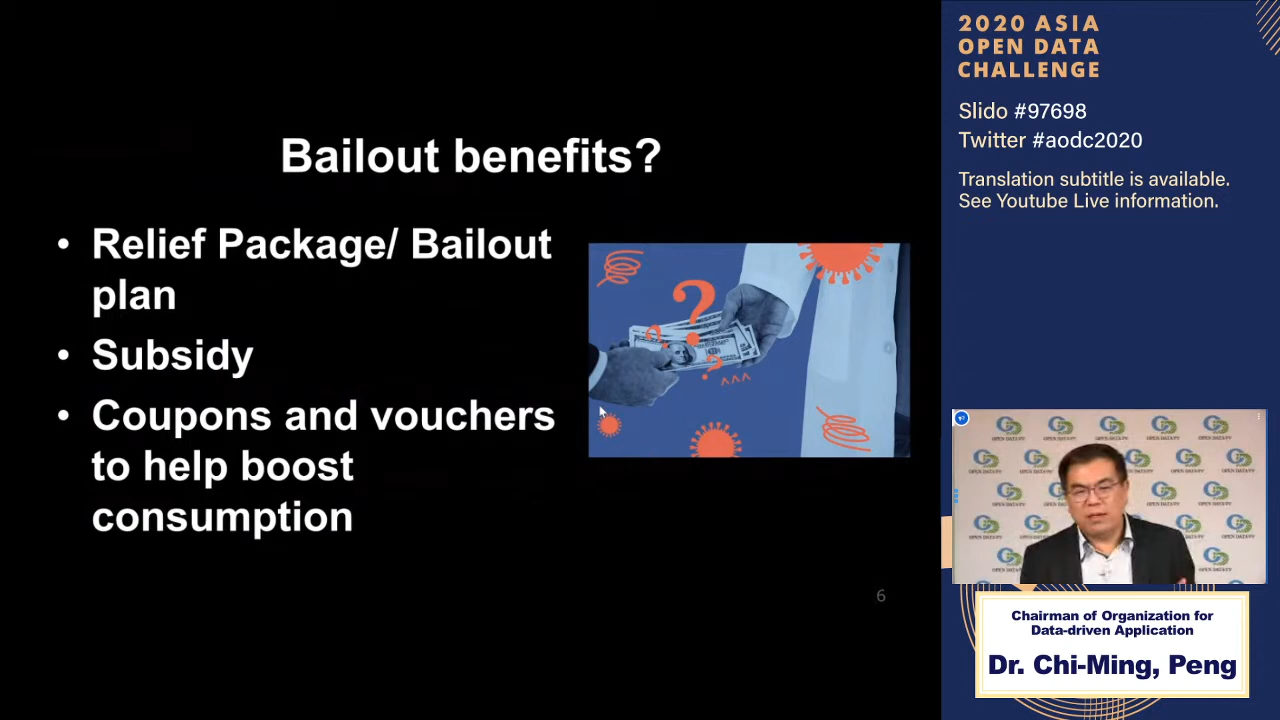 Bailout benefits?
• Relief Package/ Bailout
plan
• Subsidy
• Coupons and vouchers
to help boost
consumption
6
2020 ASIA
OPEN DATA
CHALLENGE
Slido #97698
Twitter #aodc2020
Translation subtitle is available.
See Youtube Live information.
OPEN DATA
Chairman of Organization for
Data-driven Application
Dr. Chi-Ming, Peng